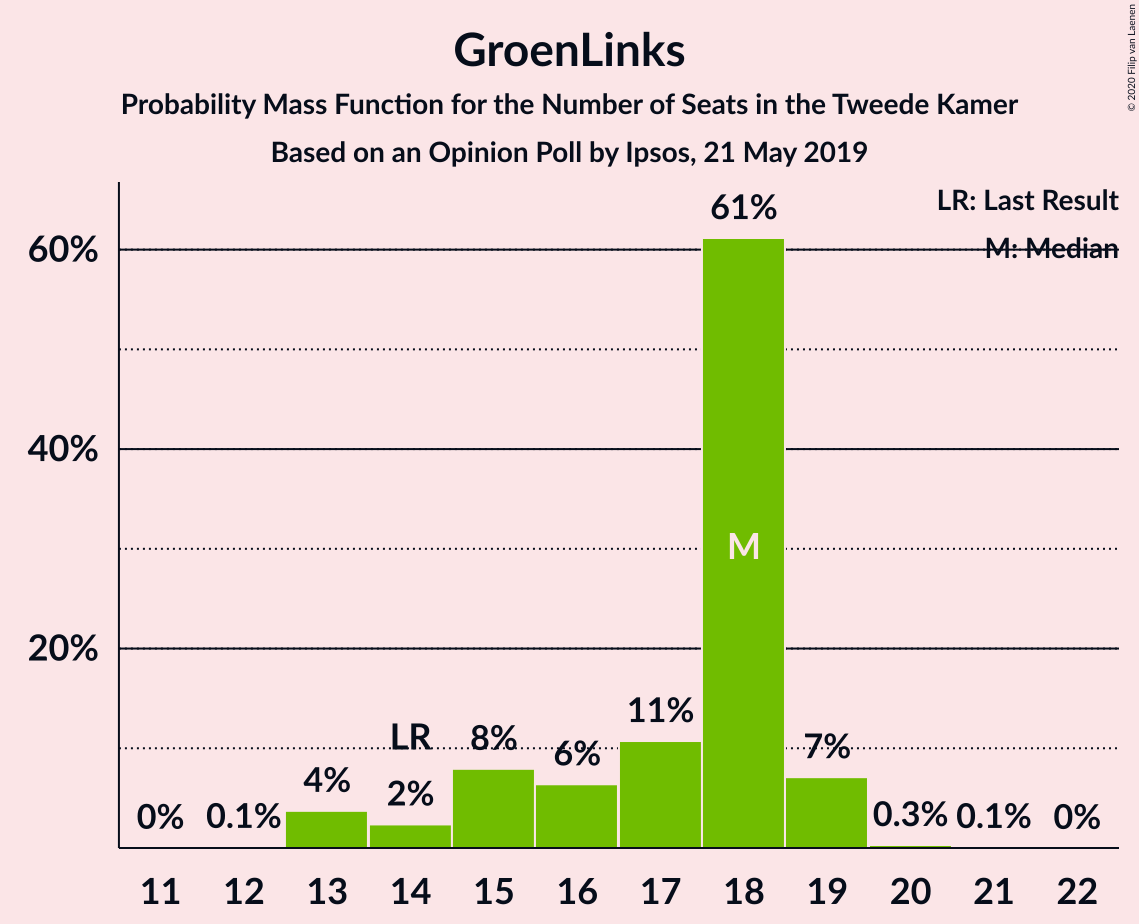 GroenLinks
Probability Mass Function for the Number of Seats in the Tweede Kamer
Based on an Opinion Poll by Ipsos, 21 May 2019
© 2020 Filip van Laenen
LR: Last Result
M: Median
60%
40%
20%
0% 0.1% 4% 2% 8% 6% 11% 61% 7% 0.3% 0.1% 0%
LR
M
11 12 13 14 15 16 17 18 19 20 21 22